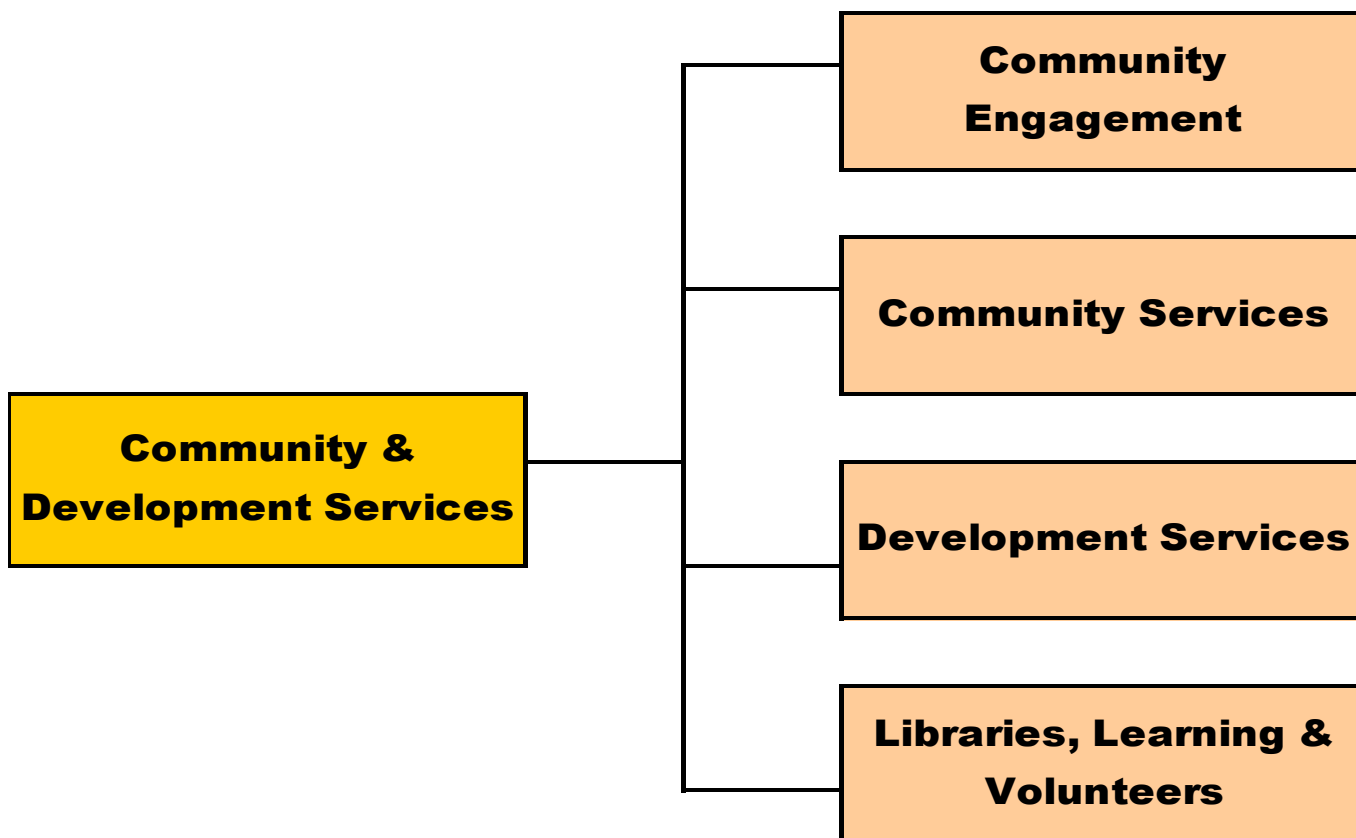 Community
Engagement
Community Services
Community &
Development Services
Development Services
Libraries, Learning &
Volunteers